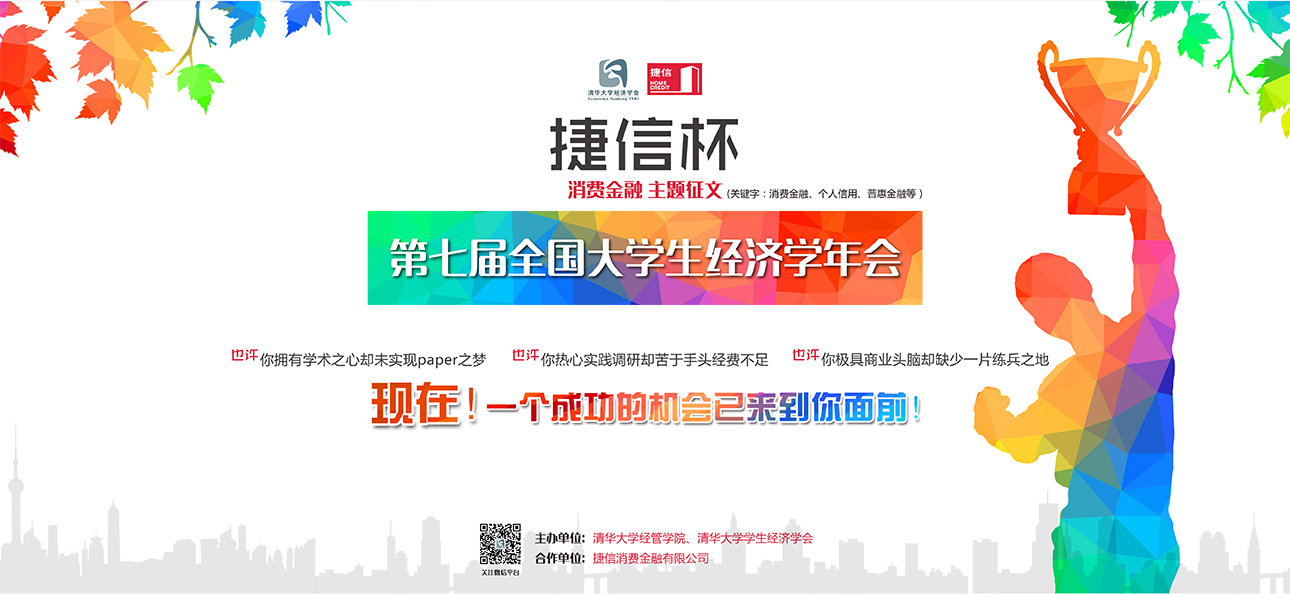 清华大学经济学会
捷信
HOME
CREDIT
捷信杯
消费金融 主题征文 (关键字:消费金融、个人信用、普惠金融等)
第七届全国大学生经济学年会
也许你拥有学术之心却未实现paper之梦 也许你热心实践调研却苦于手头经费不足 也许你极具商业头脑却缺少一片练兵之地
现在!一个成功的机会已来到你面前!
主办单位:清华大学经管学院、清华大学学生经济学会
合作单位:捷信消费金融有限公司
关注微信平台